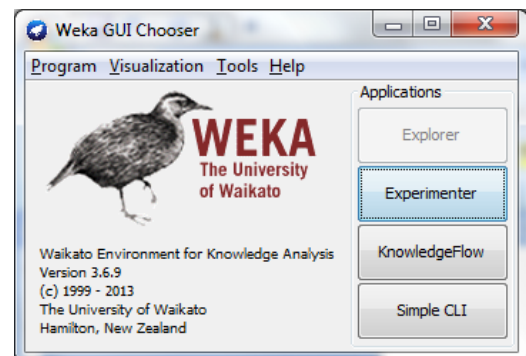 Weka GUI Chooser
Program Visualization Tools Help
WEKA
The University
of Waikato
Waikato Environment for Knowledge Analysis
Version 3.6.9
(c) 1999 - 2013
The University of Waikato
Hamilton, New Zealand
Applications
Explorer
Experimenter
KnowledgeFlow
Simple CLI